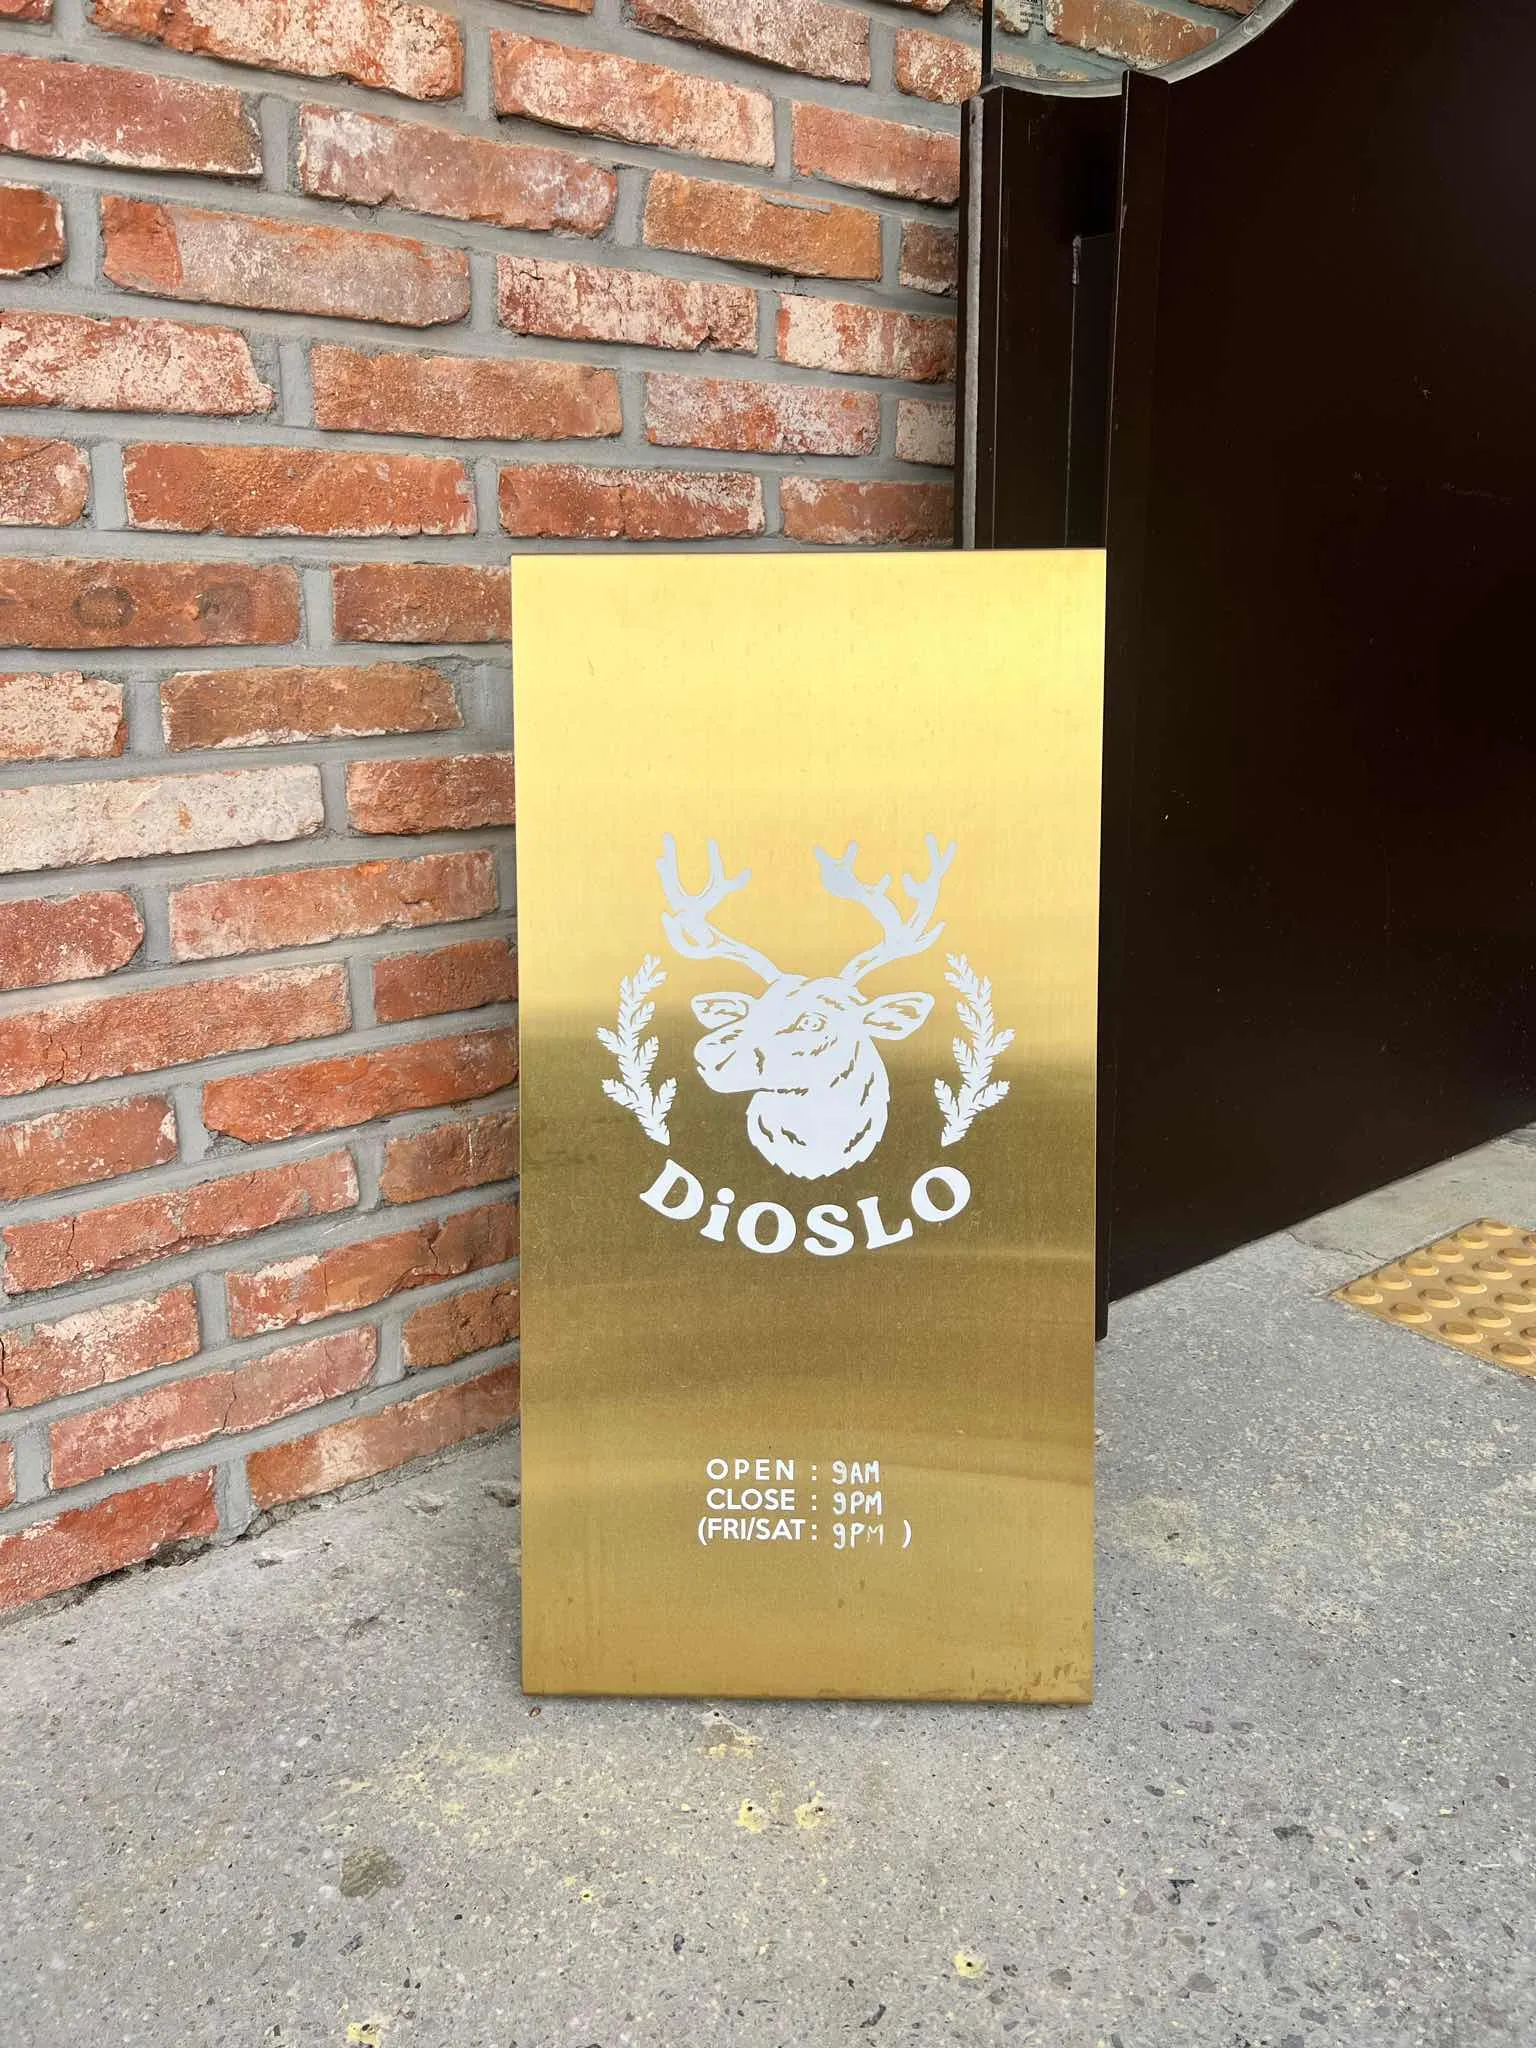 DiOSLO
OPEN : 9AM
CLOSE : 9PM
(FRI/SAT: 9PM )